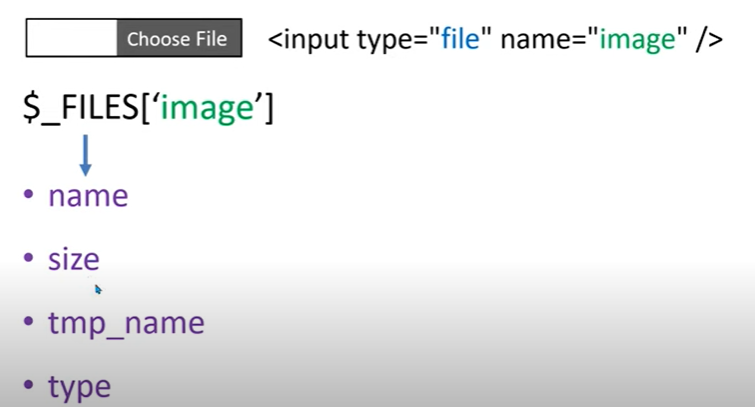 Choose File <input type="file" name="image" />
$_FILES[‘image’]
• name
• size
• tmp_name
• type